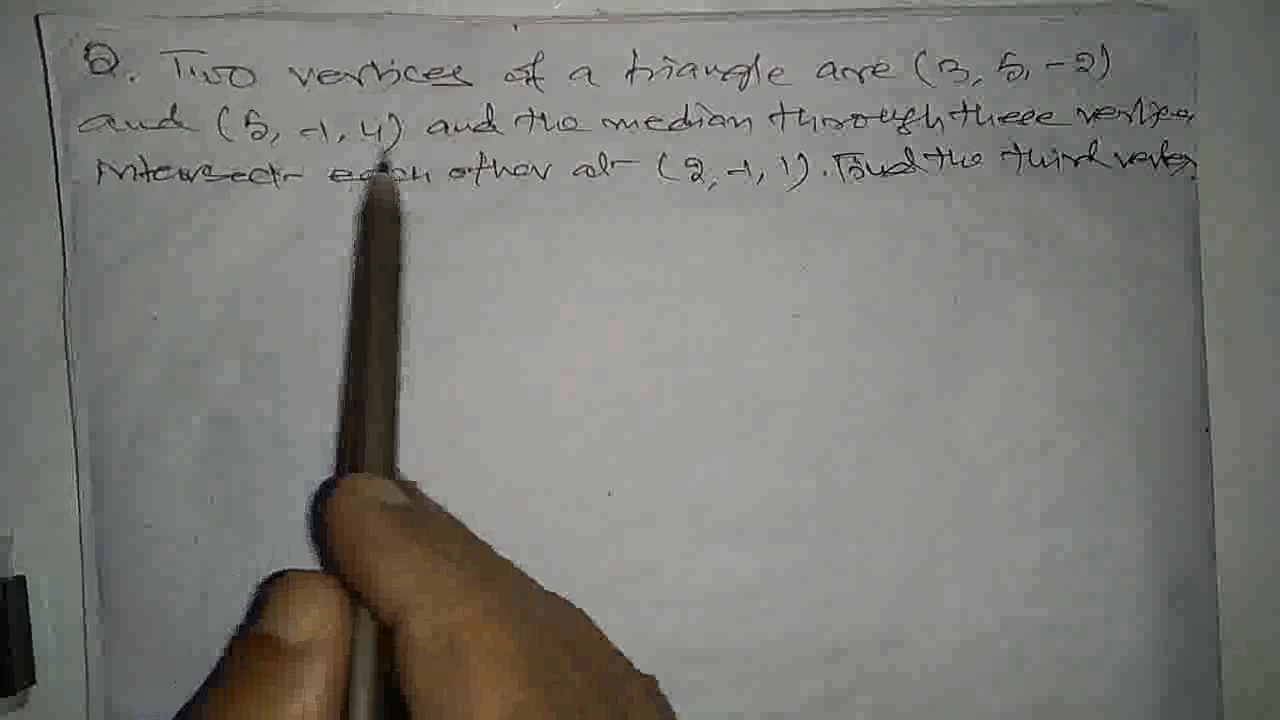 Q. Two vertices of a triangle are (3, 5, -2)
and (5, -1, 4) and the median through these vertices
intersect each other at (2, -1, 1). Find the third vertex.